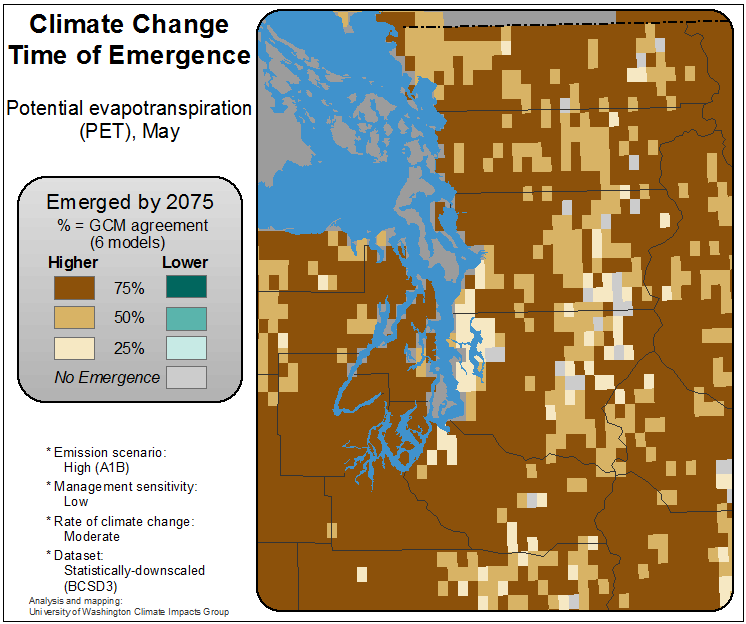 Climate Change
Time of Emergence
Potential evapotranspiration
(PET), May
Emerged by 2075
% = GCM agreement
(6 models)
Higher Lower
75%
50%
25%
No Emergence
* Emission scenario:
High (A1B)
* Management sensitivity:
Low
* Rate of climate change:
Moderate
* Dataset:
Statistically-downscaled
(BCSD3)
Analysis and mapping:
University of Washington Climate Impacts Group